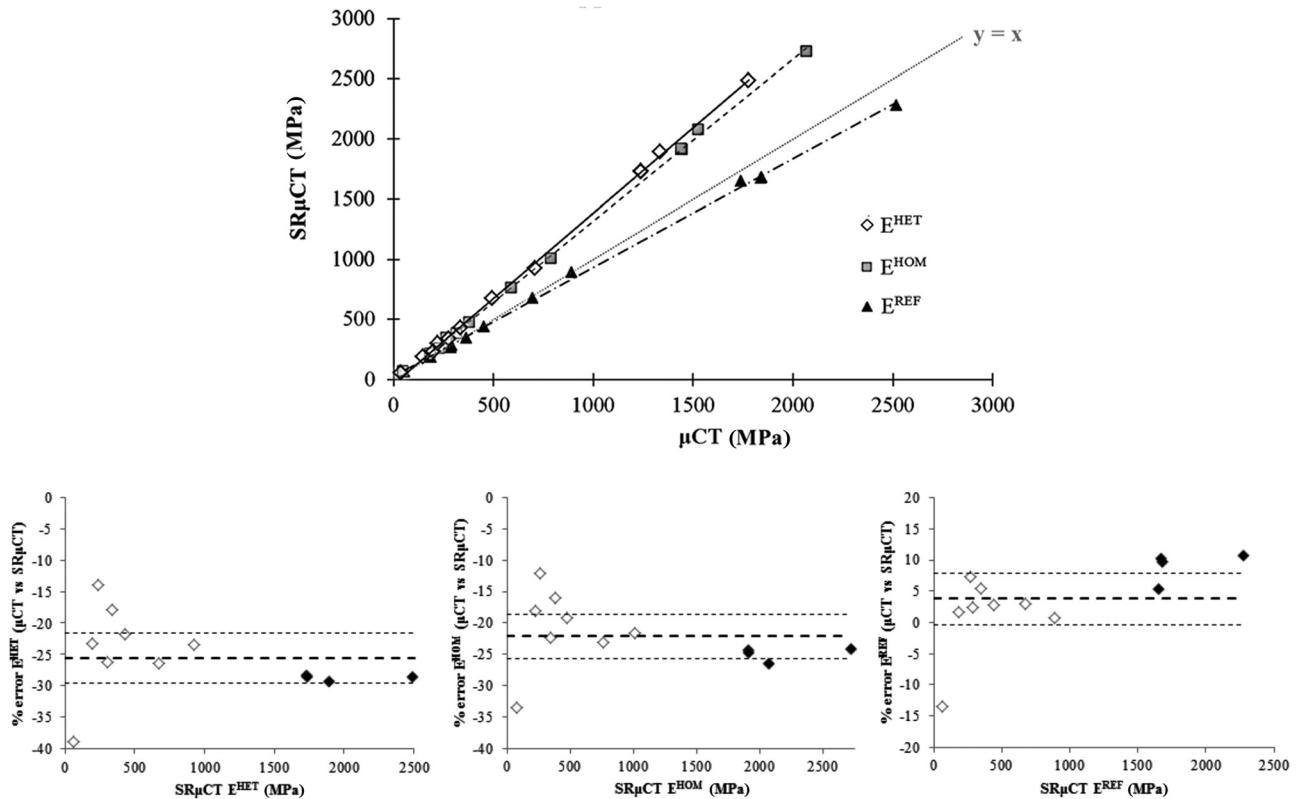 3000
2500
2000
1500
1000
500
0
SRµCT (MPa)
y = x
E^HET
E^HOM
E^REF
0 500 1000 1500 2000 2500 3000
µCT (MPa)
0
-5
-10
-15
-20
-25
-30
-35
-40
% error E^HET (µCT vs SRµCT)
0 500 1000 1500 2000 2500
SRµCT E^HET (MPa)
0
-5
-10
-15
-20
-25
-30
-35
-40
% error E^HOM (µCT vs SRµCT)
0 500 1000 1500 2000 2500
SRµCT E^HOM (MPa)
20
15
10
5
0
-5
-10
-15
-20
% error E^REF (µCT vs SRµCT)
0 500 1000 1500 2000 2500
SRµCT E^REF (MPa)